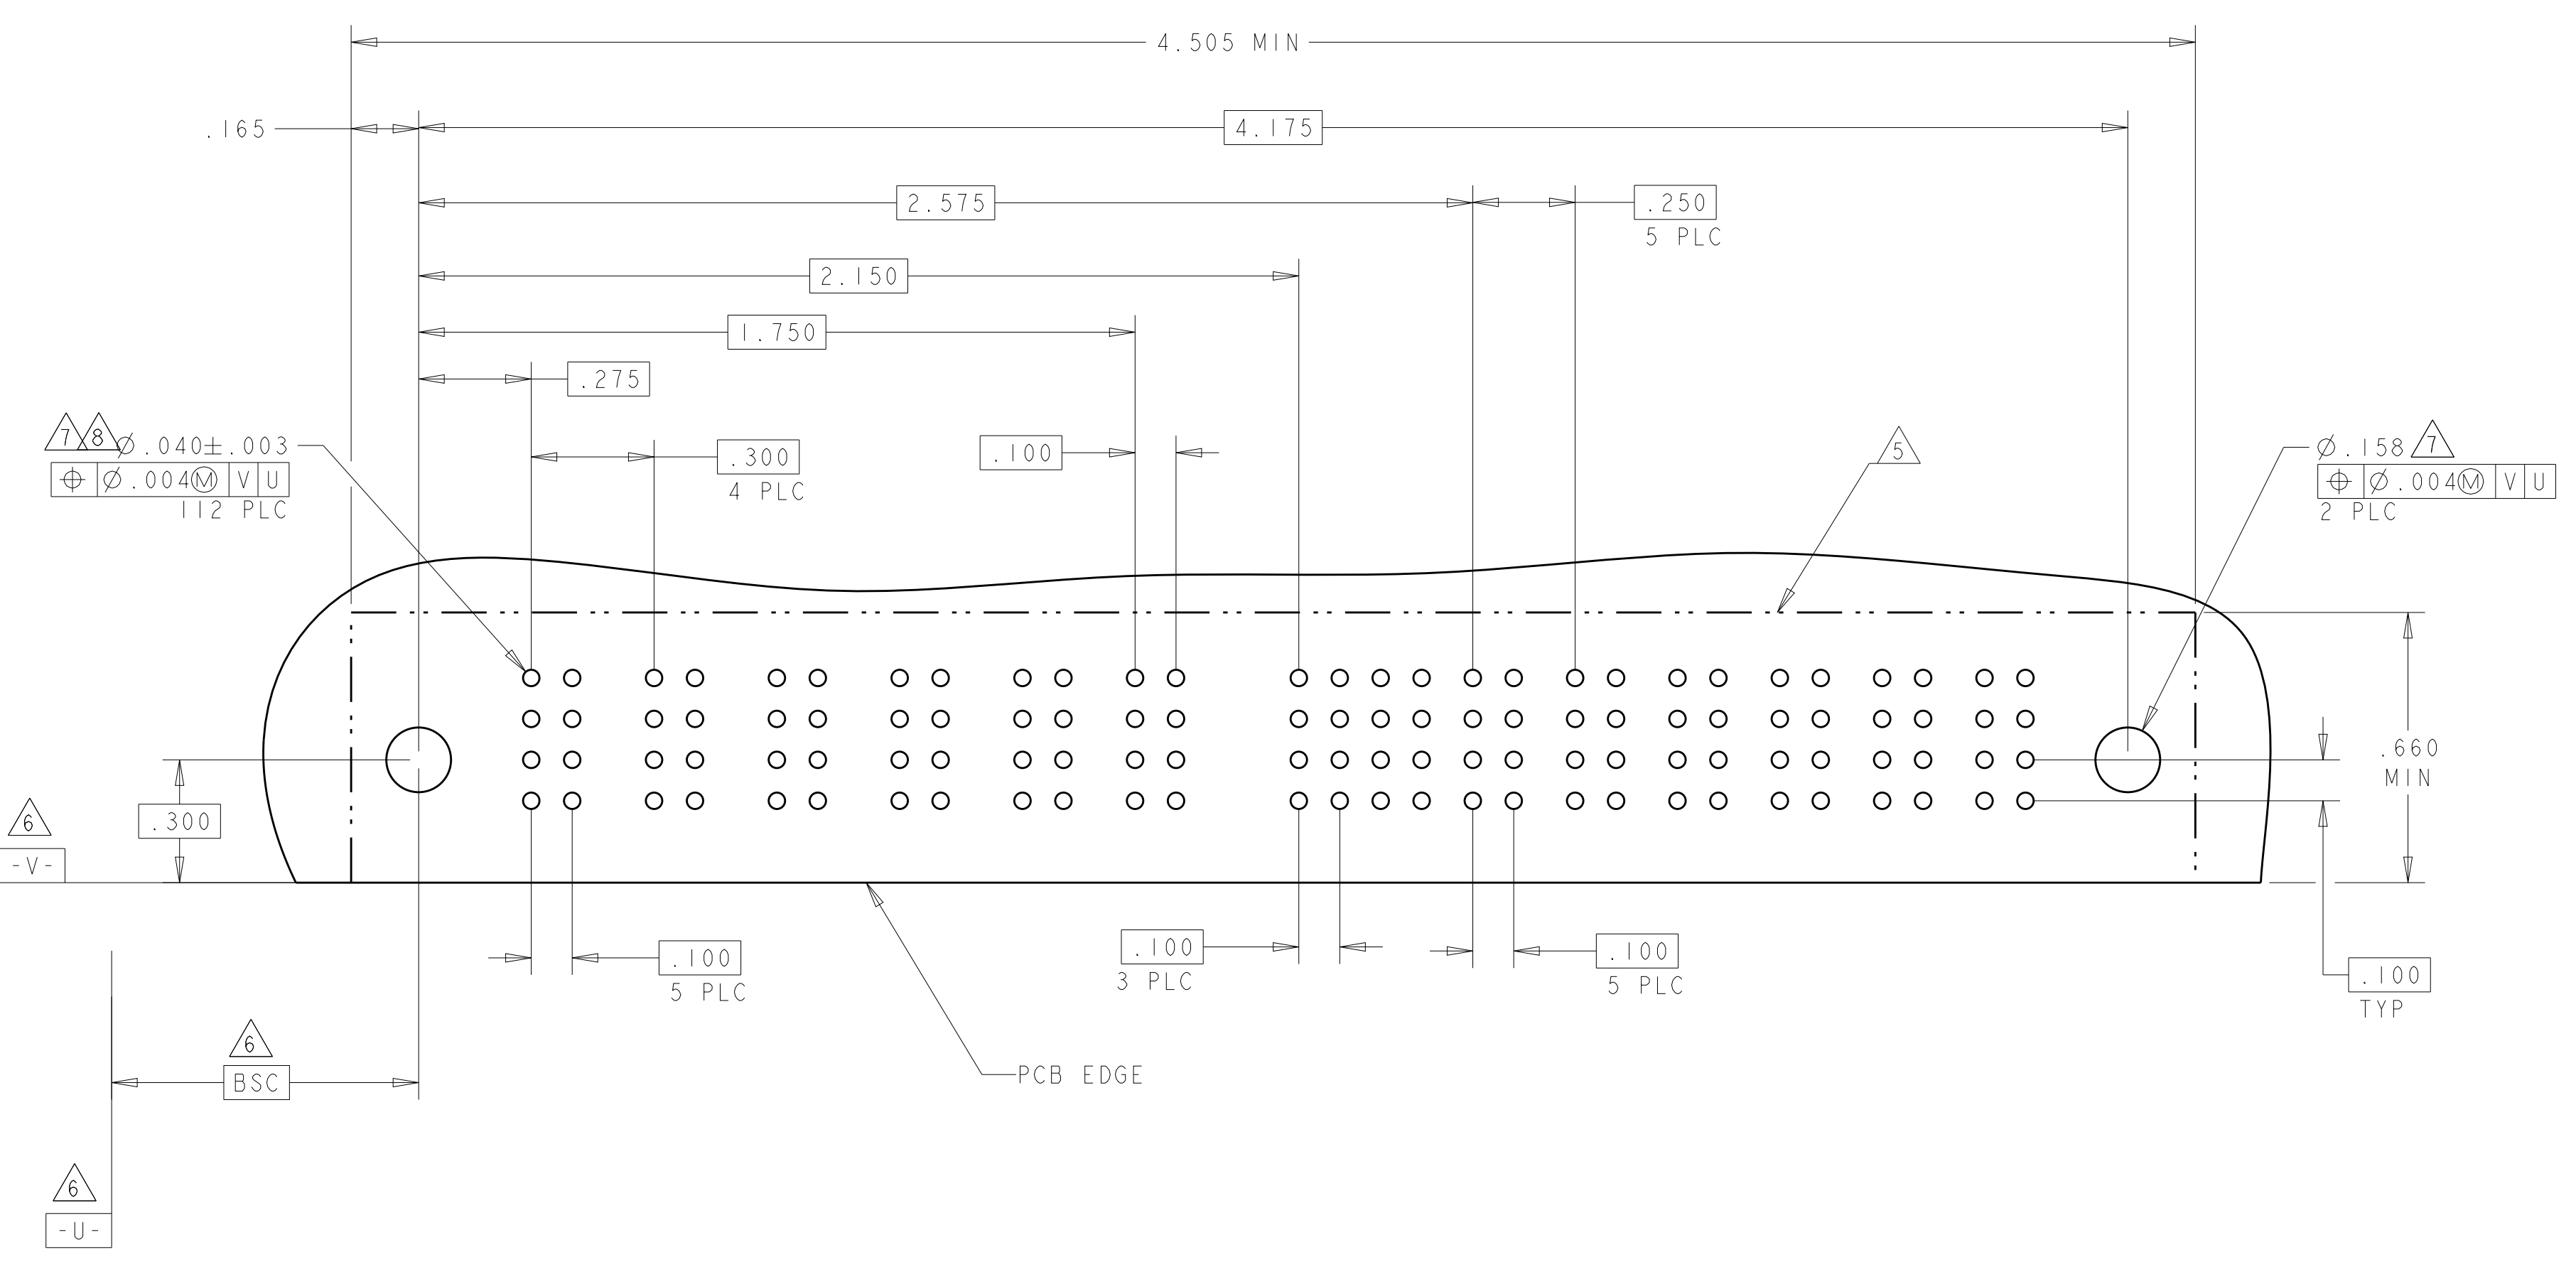 4.505 MIN
.165
4.175
2.575
.250
5 PLC
2.150
1.750
.275
7 8 Ø.040±.003
⌖ Ø.004Ⓜ V U
112 PLC
.300
4 PLC
.100
5
Ø.158 7
⌖ Ø.004Ⓜ V U
2 PLC
.660
MIN
6
-V-
.300
.100
5 PLC
.100
3 PLC
.100
5 PLC
.100
TYP
6
BSC
PCB EDGE
6
-U-